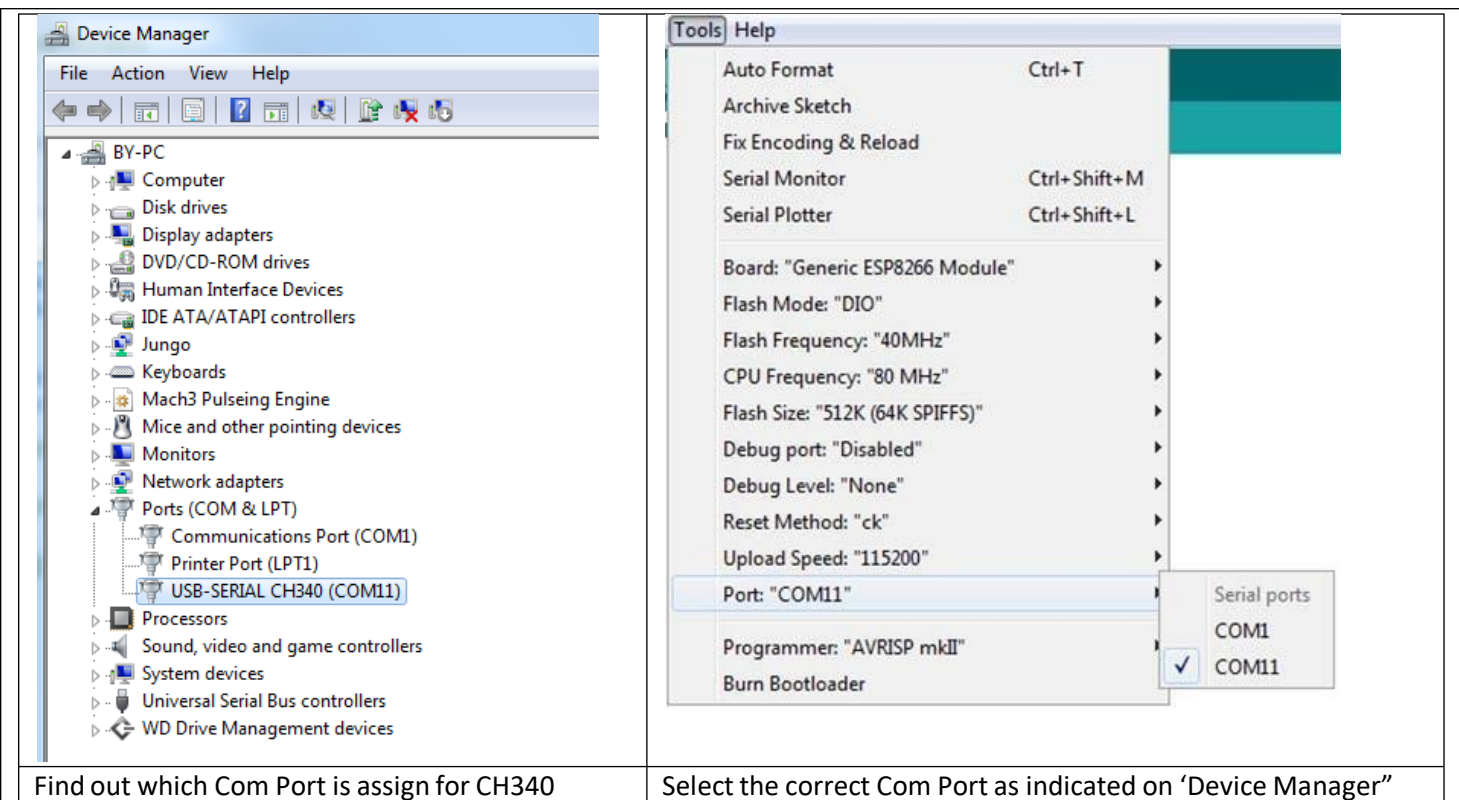 Device Manager
File Action View Help
BY-PC
Computer
Disk drives
Display adapters
DVD/CD-ROM drives
Human Interface Devices
IDE ATA/ATAPI controllers
Jungo
Keyboards
Mach3 Pulseing Engine
Mice and other pointing devices
Monitors
Network adapters
Ports (COM & LPT)
Communications Port (COM1)
Printer Port (LPT1)
USB-SERIAL CH340 (COM11)
Processors
Sound, video and game controllers
System devices
Universal Serial Bus controllers
WD Drive Management devices
Find out which Com Port is assign for CH340
Tools Help
Auto Format Ctrl+T
Archive Sketch
Fix Encoding & Reload
Serial Monitor Ctrl+Shift+M
Serial Plotter Ctrl+Shift+L
Board: "Generic ESP8266 Module"
Flash Mode: "DIO"
Flash Frequency: "40MHz"
CPU Frequency: "80 MHz"
Flash Size: "512K (64K SPIFFS)"
Debug port: "Disabled"
Debug Level: "None"
Reset Method: "ck"
Upload Speed: "115200"
Port: "COM11"
Serial ports
COM1
COM11
Programmer: "AVRISP mkII"
Burn Bootloader
Select the correct Com Port as indicated on ‘Device Manager”